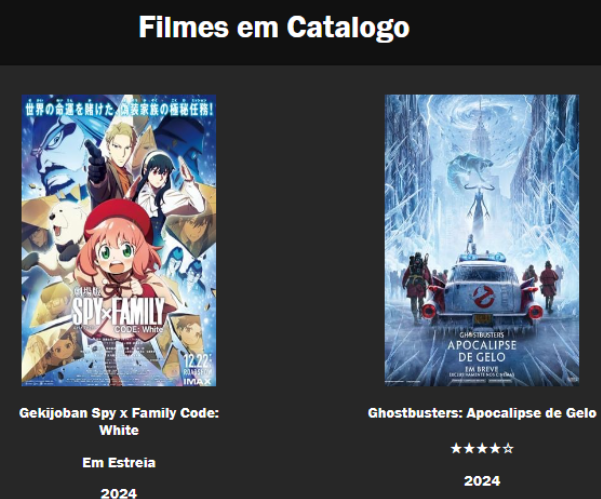 Filmes em Catalogo
世界の命運を賭けた、偽装家族の極秘任務!
劇場版
SPY×FAMILY
CODE: White
12.22
IMAX
GHOSTBUSTERS
APOCALIPSE
DE GELO
EM BREVE
Gekijoban Spy x Family Code:
White
Em Estreia
2024
Ghostbusters: Apocalipse de Gelo
★★★★☆
2024